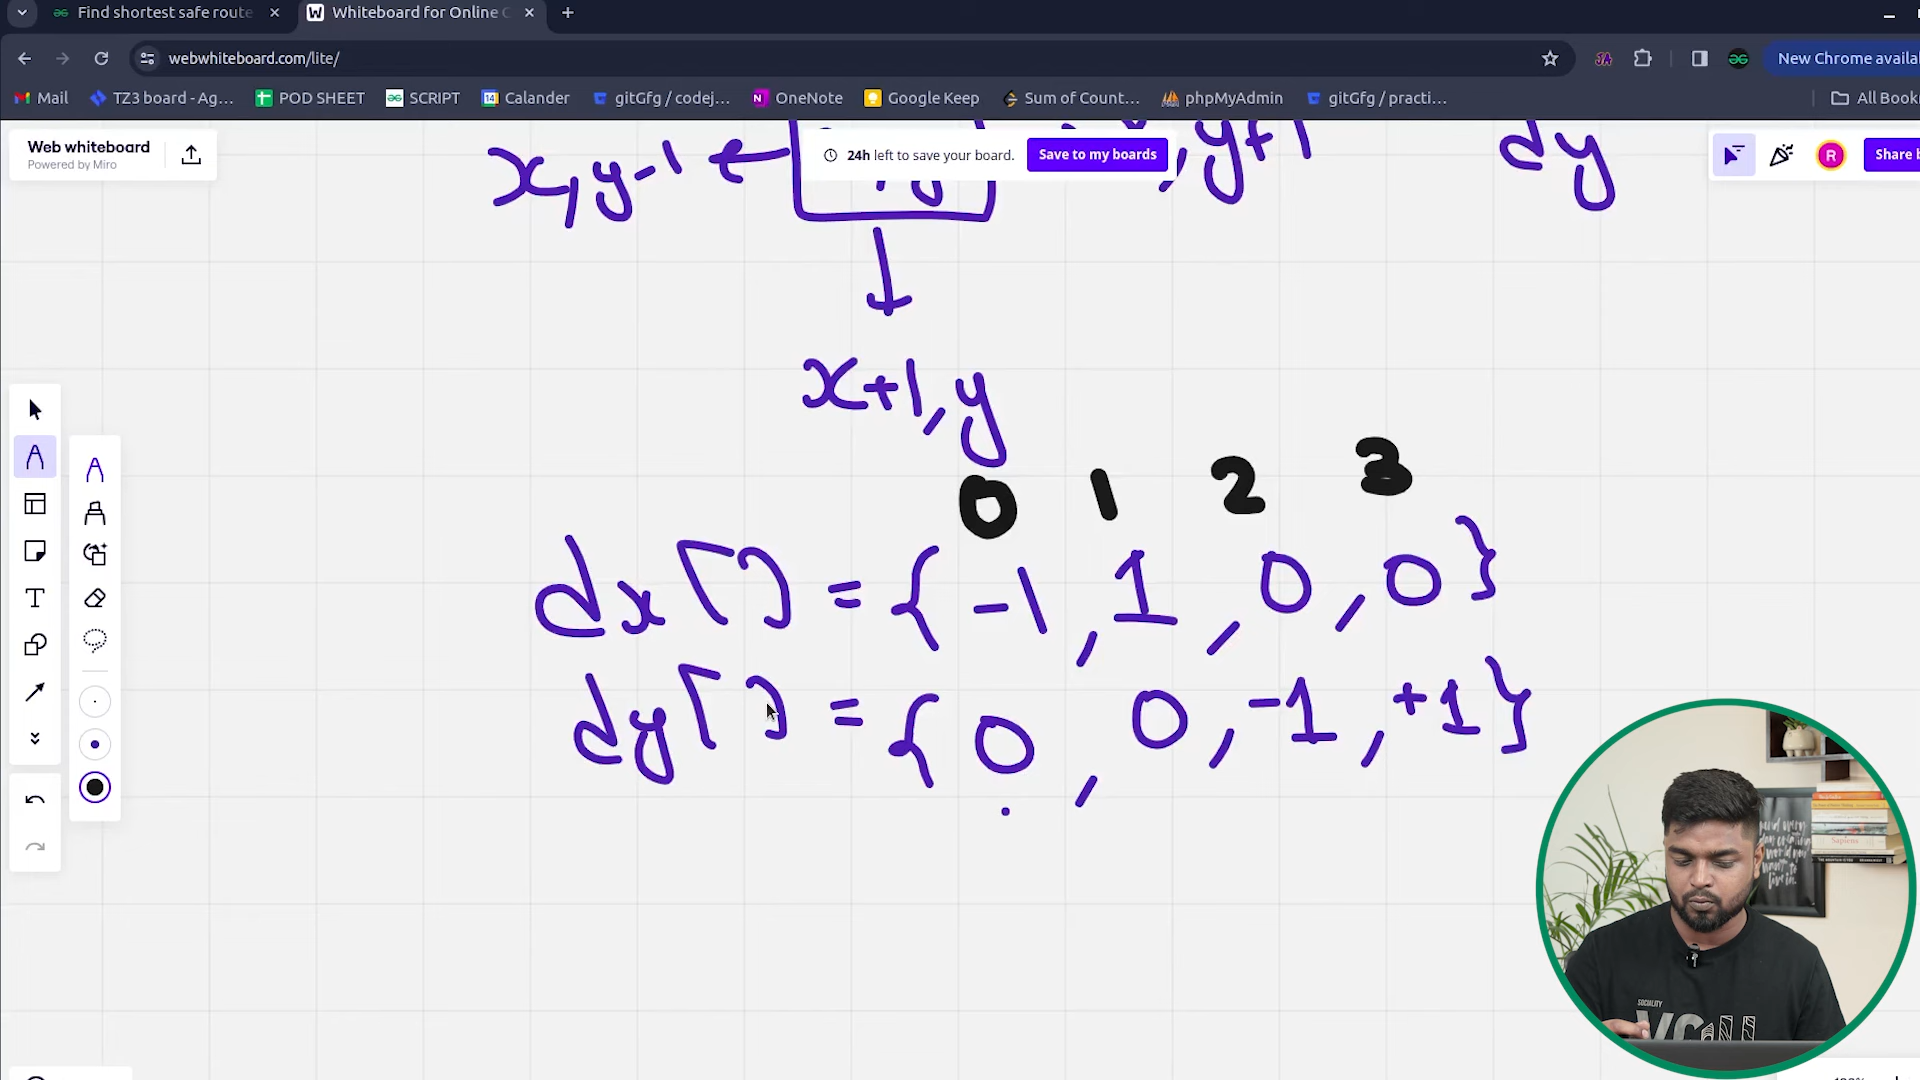 Find shortest safe route
Whiteboard for Online C
webwhiteboard.com/lite/
New Chrome availa
Mail
TZ3 board - Ag...
POD SHEET
SCRIPT
14
Calander
gitGfg / codej...
OneNote
Google Keep
Sum of Count...
phpMyAdmin
gitGfg / practi...
All Book
Web whiteboard
Powered by Miro
24h left to save your board.
Save to my boards
R
Share b
x, y-1
, y+1
dy
x+1, y
0 1 2 3
dx[] = {-1, 1, 0, 0}
dy[] = {0, 0, -1, +1}
T
SOCIALITY